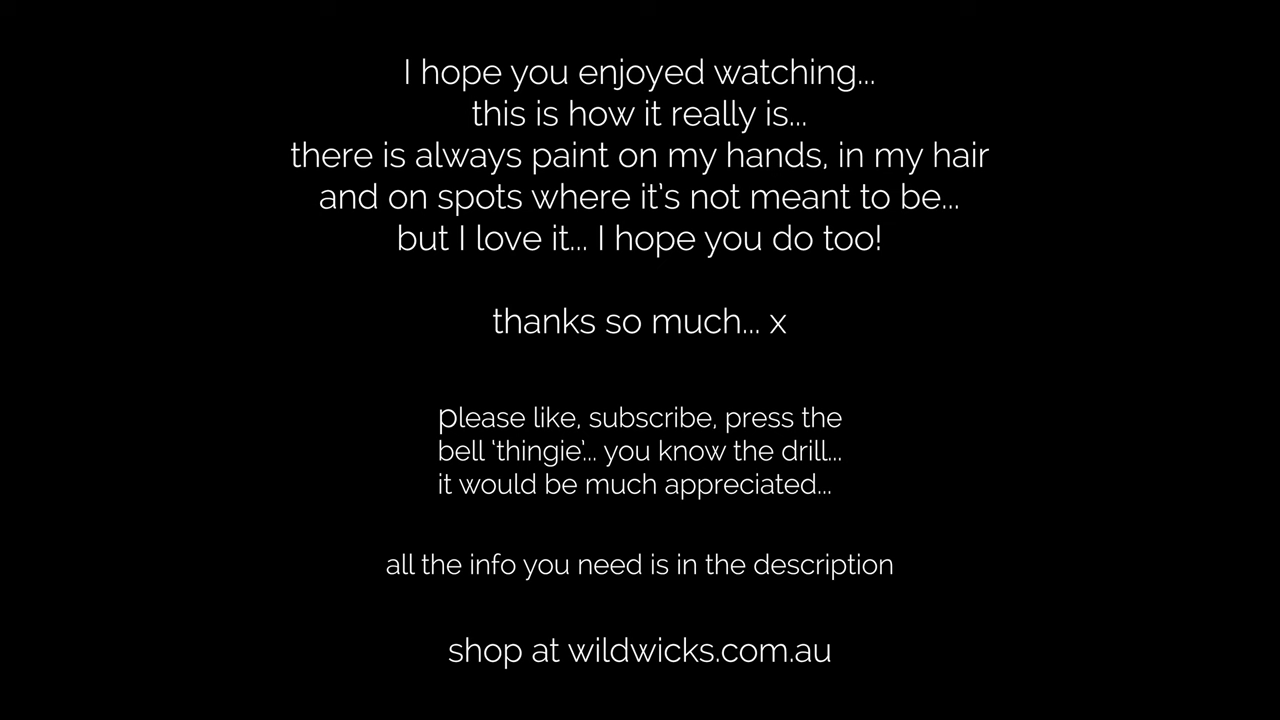 I hope you enjoyed watching...
this is how it really is...
there is always paint on my hands, in my hair
and on spots where it's not meant to be...
but I love it... I hope you do too!
thanks so much... x
please like, subscribe, press the
bell 'thingie'... you know the drill...
it would be much appreciated...
all the info you need is in the description
shop at wildwicks.com.au